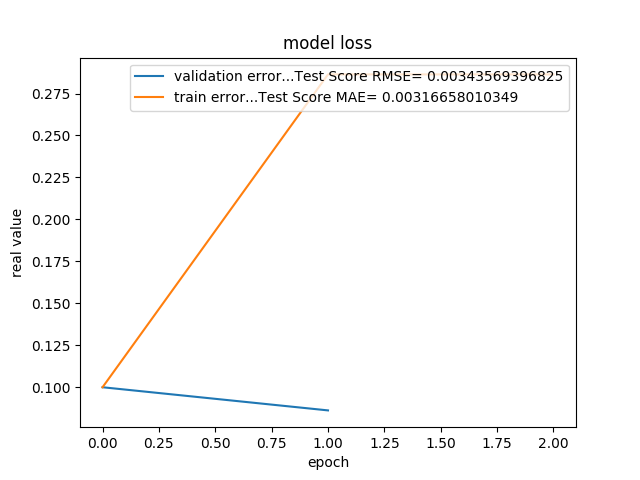 model loss
validation error...Test Score RMSE= 0.00343569396825
train error...Test Score MAE= 0.00316658010349
0.275
0.250
0.225
0.200
0.175
0.150
0.125
0.100
real value
0.00 0.25 0.50 0.75 1.00 1.25 1.50 1.75 2.00
epoch